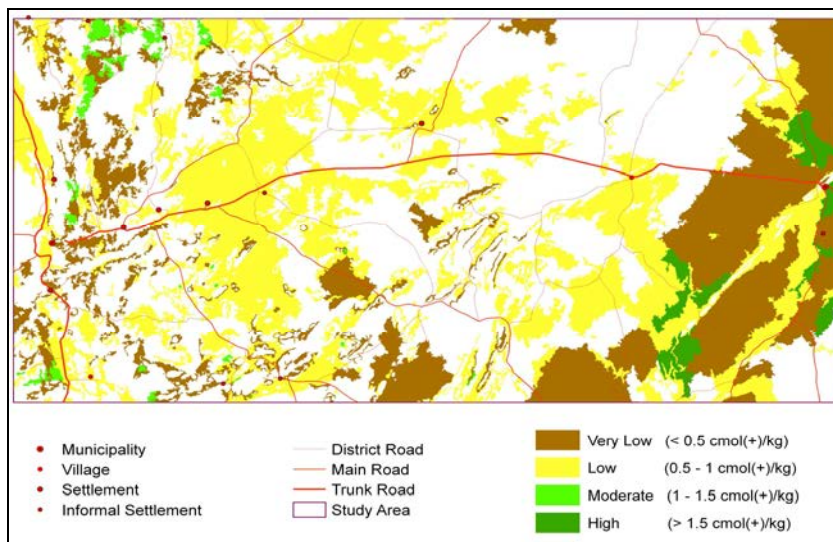 Municipality
Village
Settlement
Informal Settlement
District Road
Main Road
Trunk Road
Study Area
Very Low (< 0.5 cmol(+)/kg)
Low (0.5 - 1 cmol(+)/kg)
Moderate (1 - 1.5 cmol(+)/kg)
High (> 1.5 cmol(+)/kg)